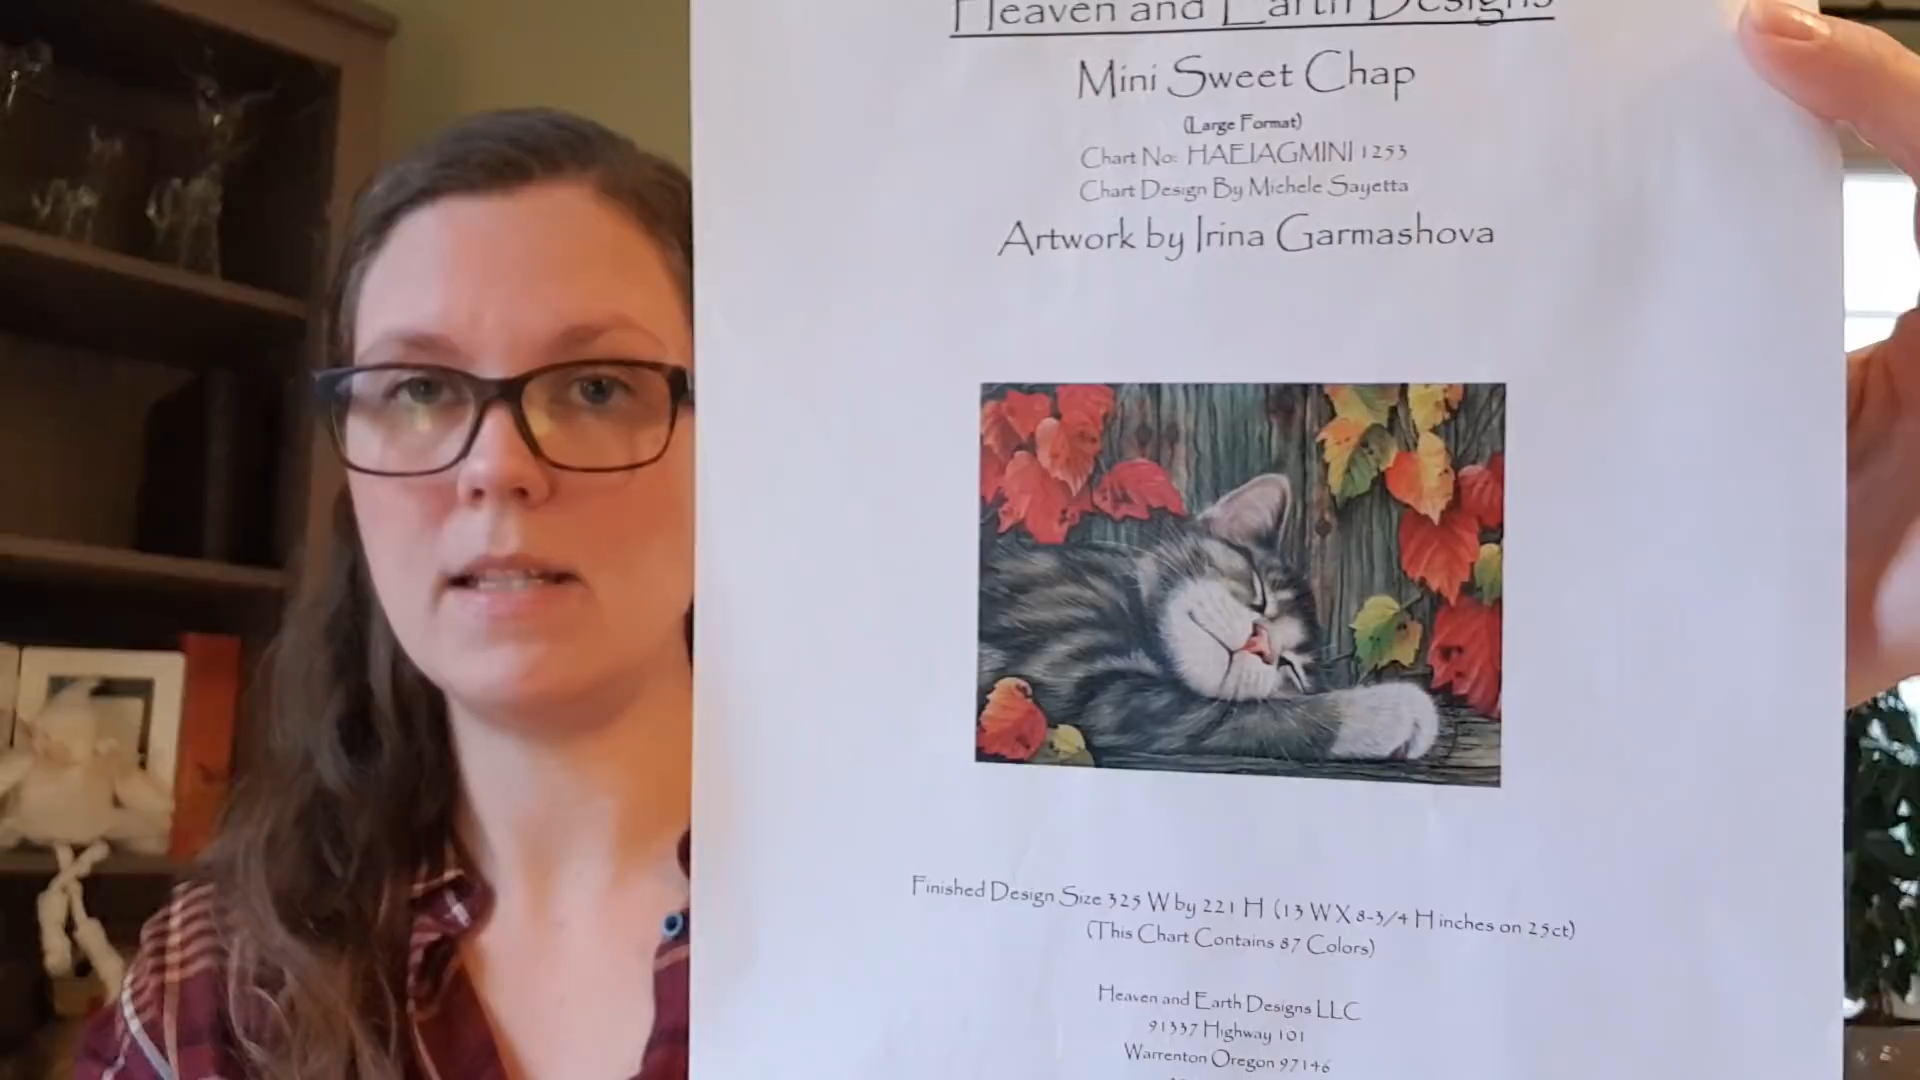 Heaven and Earth Designs
Mini Sweet Chap
(Large Format)
Chart No: HAEIAGMINI 1253
Chart Design By Michele Sayetta
Artwork by Irina Garmashova
Finished Design Size 325 W by 221 H (13 W X 8-3/4 H inches on 25ct)
(This Chart Contains 87 Colors)
Heaven and Earth Designs LLC
91337 Highway 101
Warrenton Oregon 97146